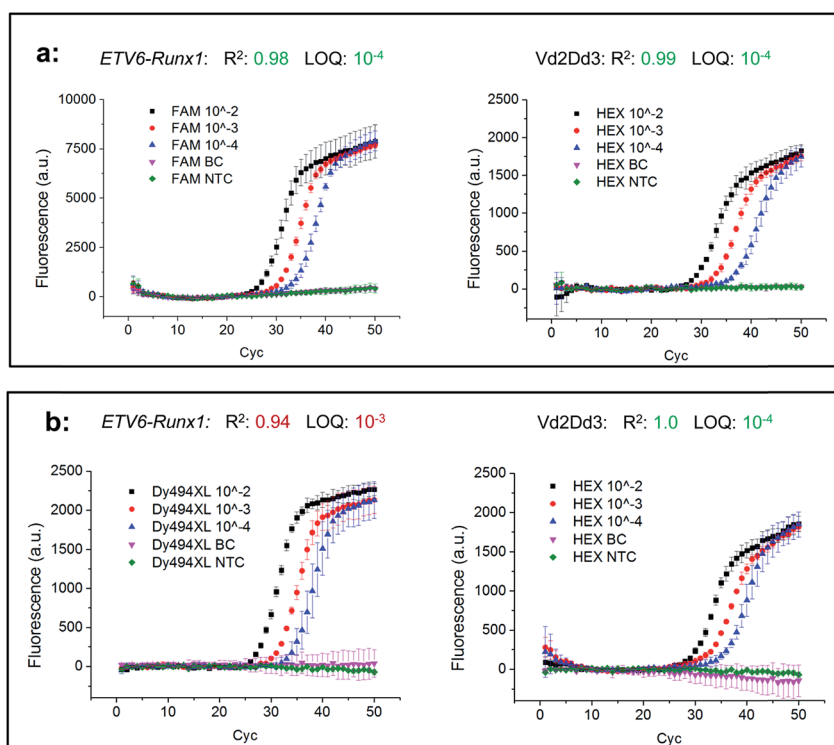 a:
ETV6-Runx1: R²: 0.98 LOQ: 10⁻⁴
10000
7500
5000
2500
0
Fluorescence (a.u.)
FAM 10^-2
FAM 10^-3
FAM 10^-4
FAM BC
FAM NTC
0 10 20 30 40 50
Cyc
Vd2Dd3: R²: 0.99 LOQ: 10⁻⁴
2500
2000
1500
1000
500
0
Fluorescence (a.u.)
HEX 10^-2
HEX 10^-3
HEX 10^-4
HEX BC
HEX NTC
0 10 20 30 40 50
Cyc
b:
ETV6-Runx1: R²: 0.94 LOQ: 10⁻³
2500
2000
1500
1000
500
0
Fluorescence (a.u.)
Dy494XL 10^-2
Dy494XL 10^-3
Dy494XL 10^-4
Dy494XL BC
Dy494XL NTC
0 10 20 30 40 50
Cyc
Vd2Dd3: R²: 1.0 LOQ: 10⁻⁴
2500
2000
1500
1000
500
0
Fluorescence (a.u.)
HEX 10^-2
HEX 10^-3
HEX 10^-4
HEX BC
HEX NTC
0 10 20 30 40 50
Cyc